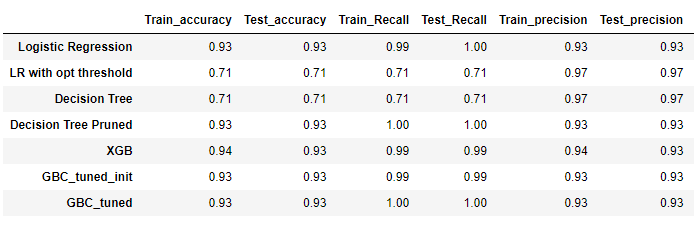 Train_accuracy Test_accuracy Train_Recall Test_Recall Train_precision Test_precision
Logistic Regression 0.93 0.93 0.99 1.00 0.93 0.93
LR with opt threshold 0.71 0.71 0.71 0.71 0.97 0.97
Decision Tree 0.71 0.71 0.71 0.71 0.97 0.97
Decision Tree Pruned 0.93 0.93 1.00 1.00 0.93 0.93
XGB 0.94 0.93 0.99 0.99 0.94 0.93
GBC_tuned_init 0.93 0.93 0.99 0.99 0.93 0.93
GBC_tuned 0.93 0.93 1.00 1.00 0.93 0.93